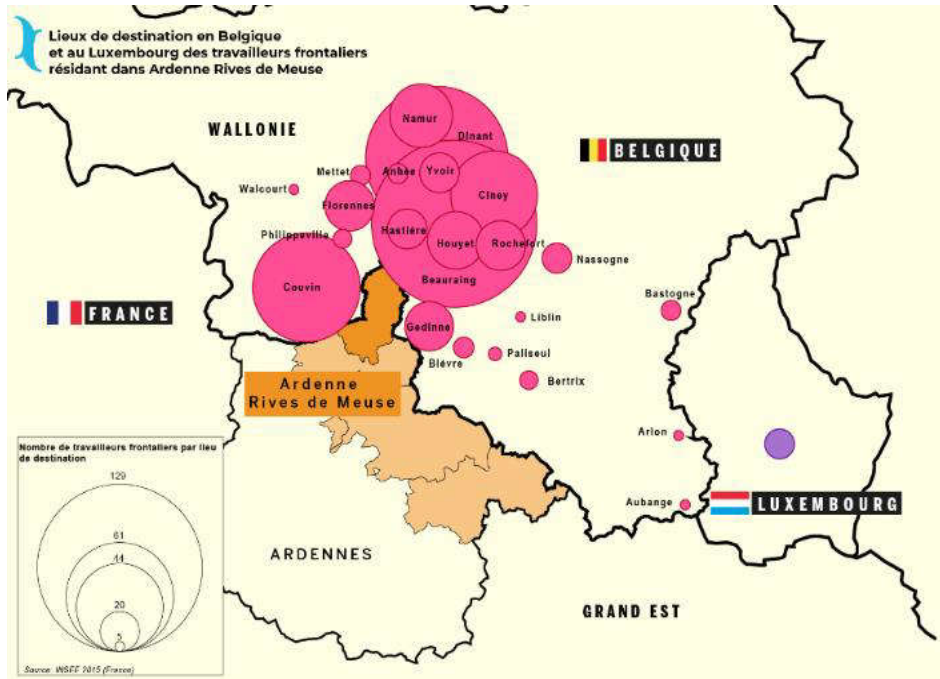 Lieux de destination en Belgique
et au Luxembourg des travailleurs frontaliers
résidant dans Ardenne Rives de Meuse
WALLONIE
Namur
Dinant
BELGIQUE
Mettet
Anhée
Yvoir
Walcourt
Ciney
Florennes
Philippeville
Hastière
Houyet
Rochefort
Nassogne
Beauraing
Couvin
Bastogne
FRANCE
Gedinne
Liblin
Bièvre
Paliseul
Bertrix
Ardenne
Rives de Meuse
Arlon
Aubange
LUXEMBOURG
Nombre de travailleurs frontaliers par lieu
de destination
129
61
44
20
5
ARDENNES
GRAND EST
Source: INSEE 2015 (France)